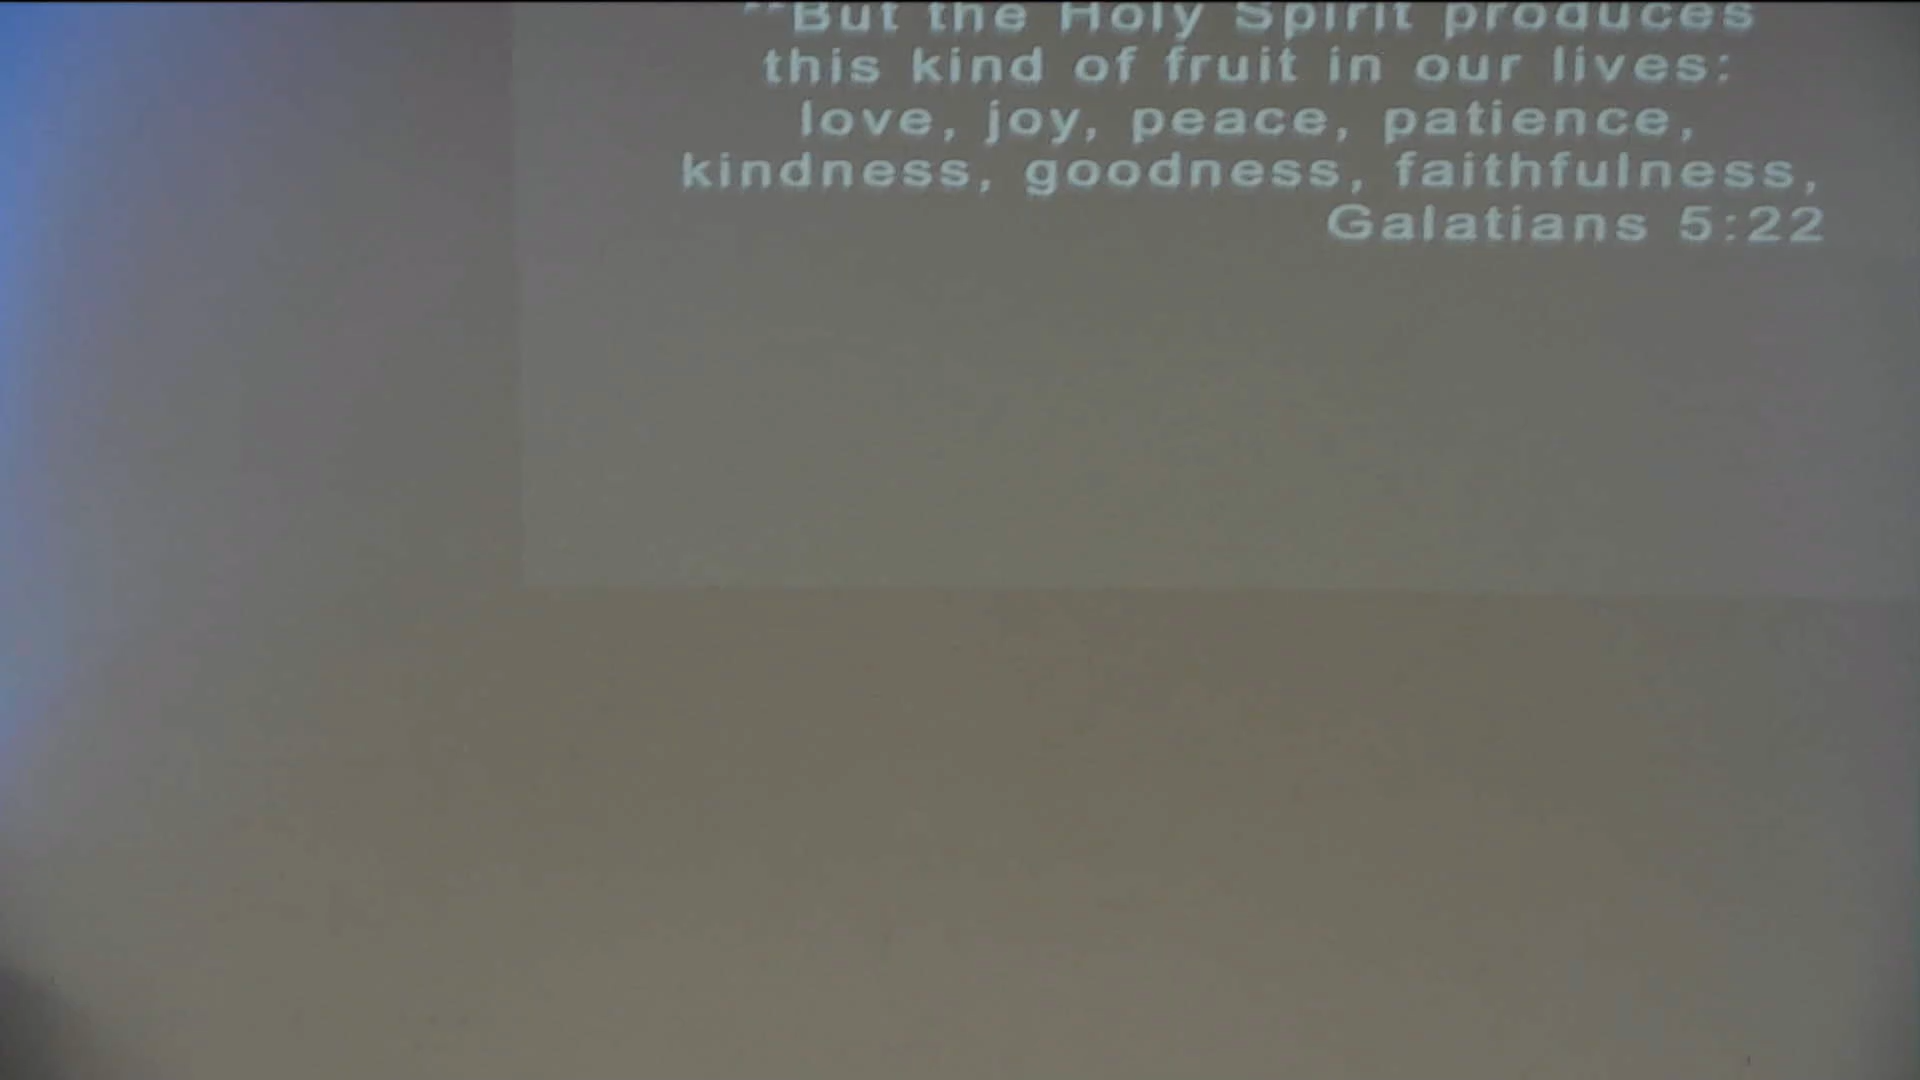 But the Holy Spirit produces
this kind of fruit in our lives:
love, joy, peace, patience,
kindness, goodness, faithfulness,
Galatians 5:22